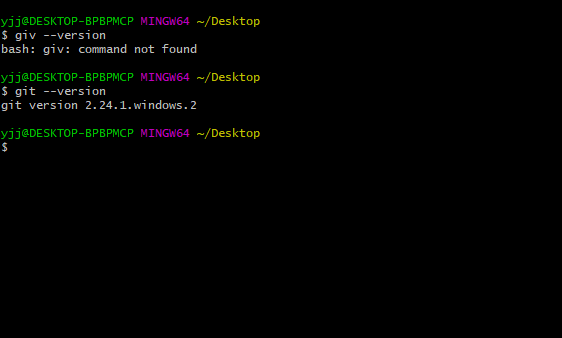 yjj@DESKTOP-BPBPMCP MINGW64 ~/Desktop
$ giv --version
bash: giv: command not found
yjj@DESKTOP-BPBPMCP MINGW64 ~/Desktop
$ git --version
git version 2.24.1.windows.2
yjj@DESKTOP-BPBPMCP MINGW64 ~/Desktop
$